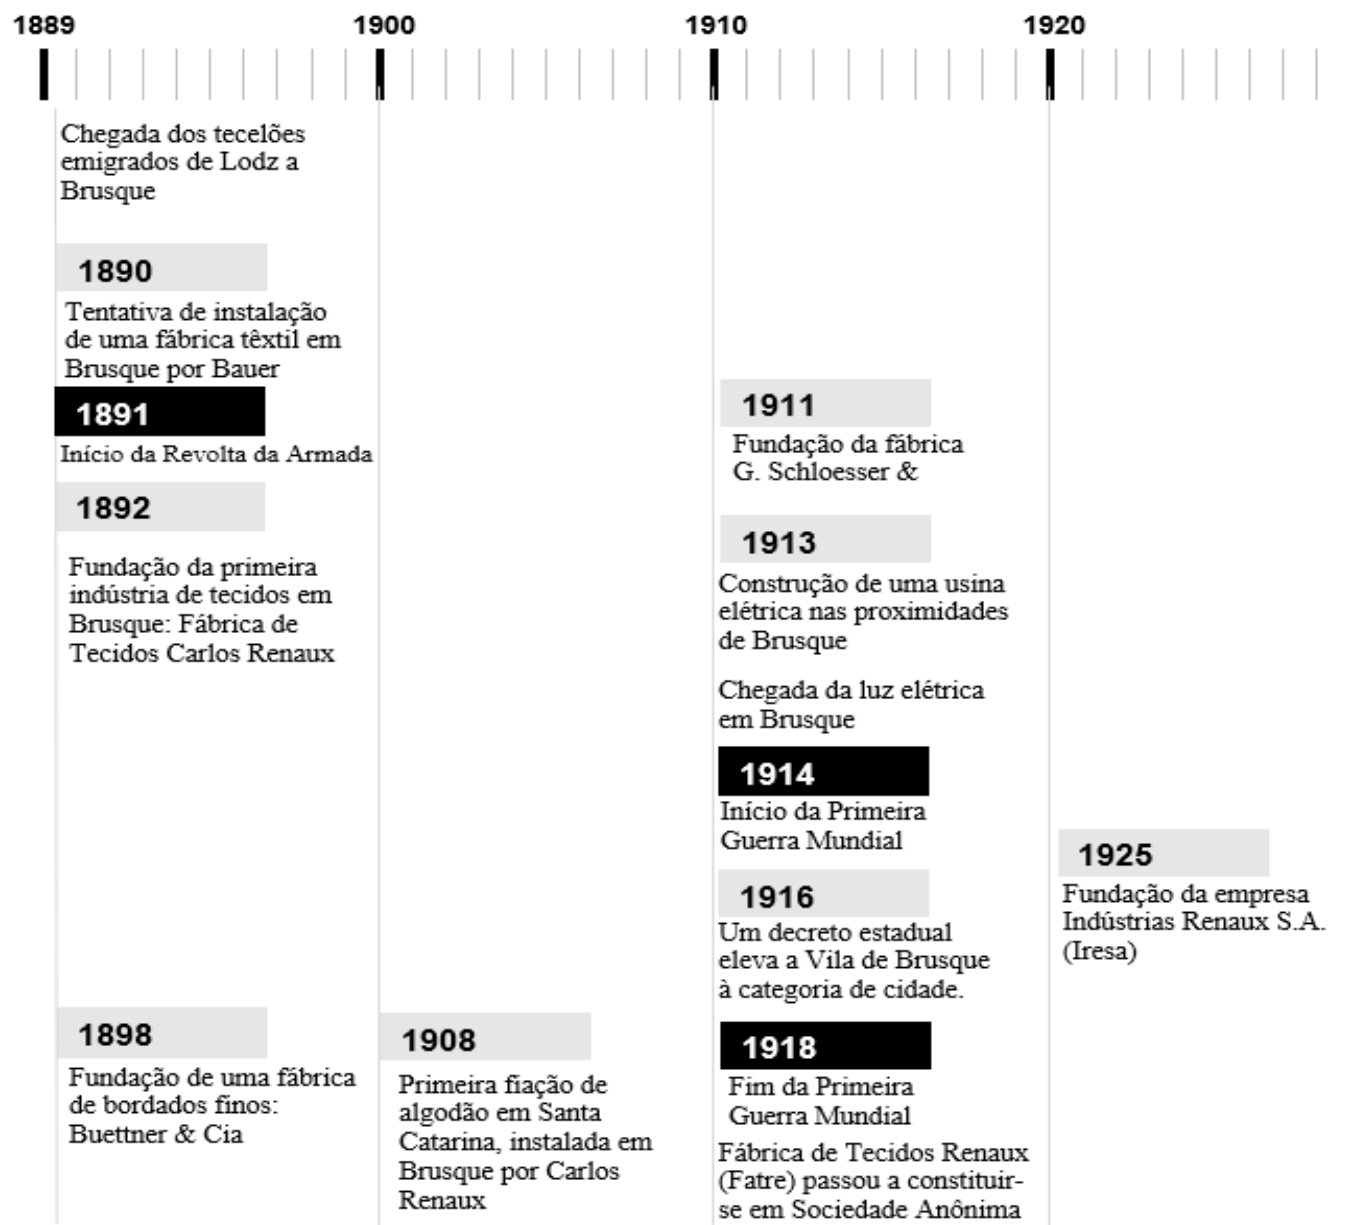 1889
1900
1910
1920
Chegada dos tecelões
emigrados de Lodz a
Brusque
1890
Tentativa de instalação
de uma fábrica têxtil em
Brusque por Bauer
1891
Início da Revolta da Armada
1892
Fundação da primeira
indústria de tecidos em
Brusque: Fábrica de
Tecidos Carlos Renaux
1898
Fundação de uma fábrica
de bordados finos:
Buettner & Cia
1908
Primeira fiação de
algodão em Santa
Catarina, instalada em
Brusque por Carlos
Renaux
1911
Fundação da fábrica
G. Schloesser &
1913
Construção de uma usina
elétrica nas proximidades
de Brusque
Chegada da luz elétrica
em Brusque
1914
Início da Primeira
Guerra Mundial
1916
Um decreto estadual
eleva a Vila de Brusque
à categoria de cidade.
1918
Fim da Primeira
Guerra Mundial
Fábrica de Tecidos Renaux
(Fatre) passou a constituir-
se em Sociedade Anônima
1925
Fundação da empresa
Indústrias Renaux S.A.
(Iresa)